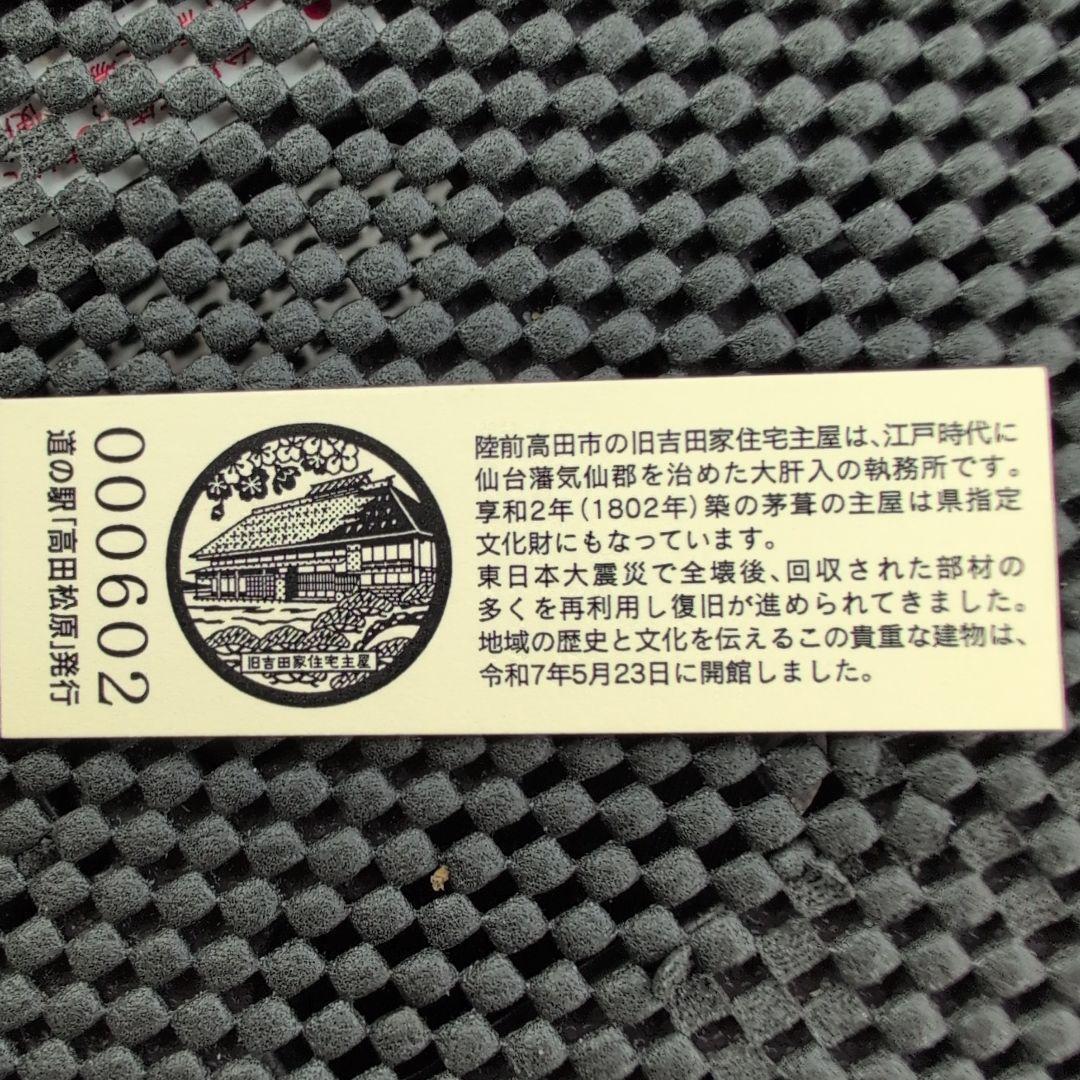 道の駅「高田松原」発行
000602
旧吉田家住宅主屋
陸前高田市の旧吉田家住宅主屋は、江戸時代に
仙台藩気仙郡を治めた大肝入の執務所です。
享和2年(1802年)築の茅葺の主屋は県指定
文化財にもなっています。
東日本大震災で全壊後、回収された部材の
多くを再利用し復旧が進められてきました。
地域の歴史と文化を伝えるこの貴重な建物は、
令和7年5月23日に開館しました。